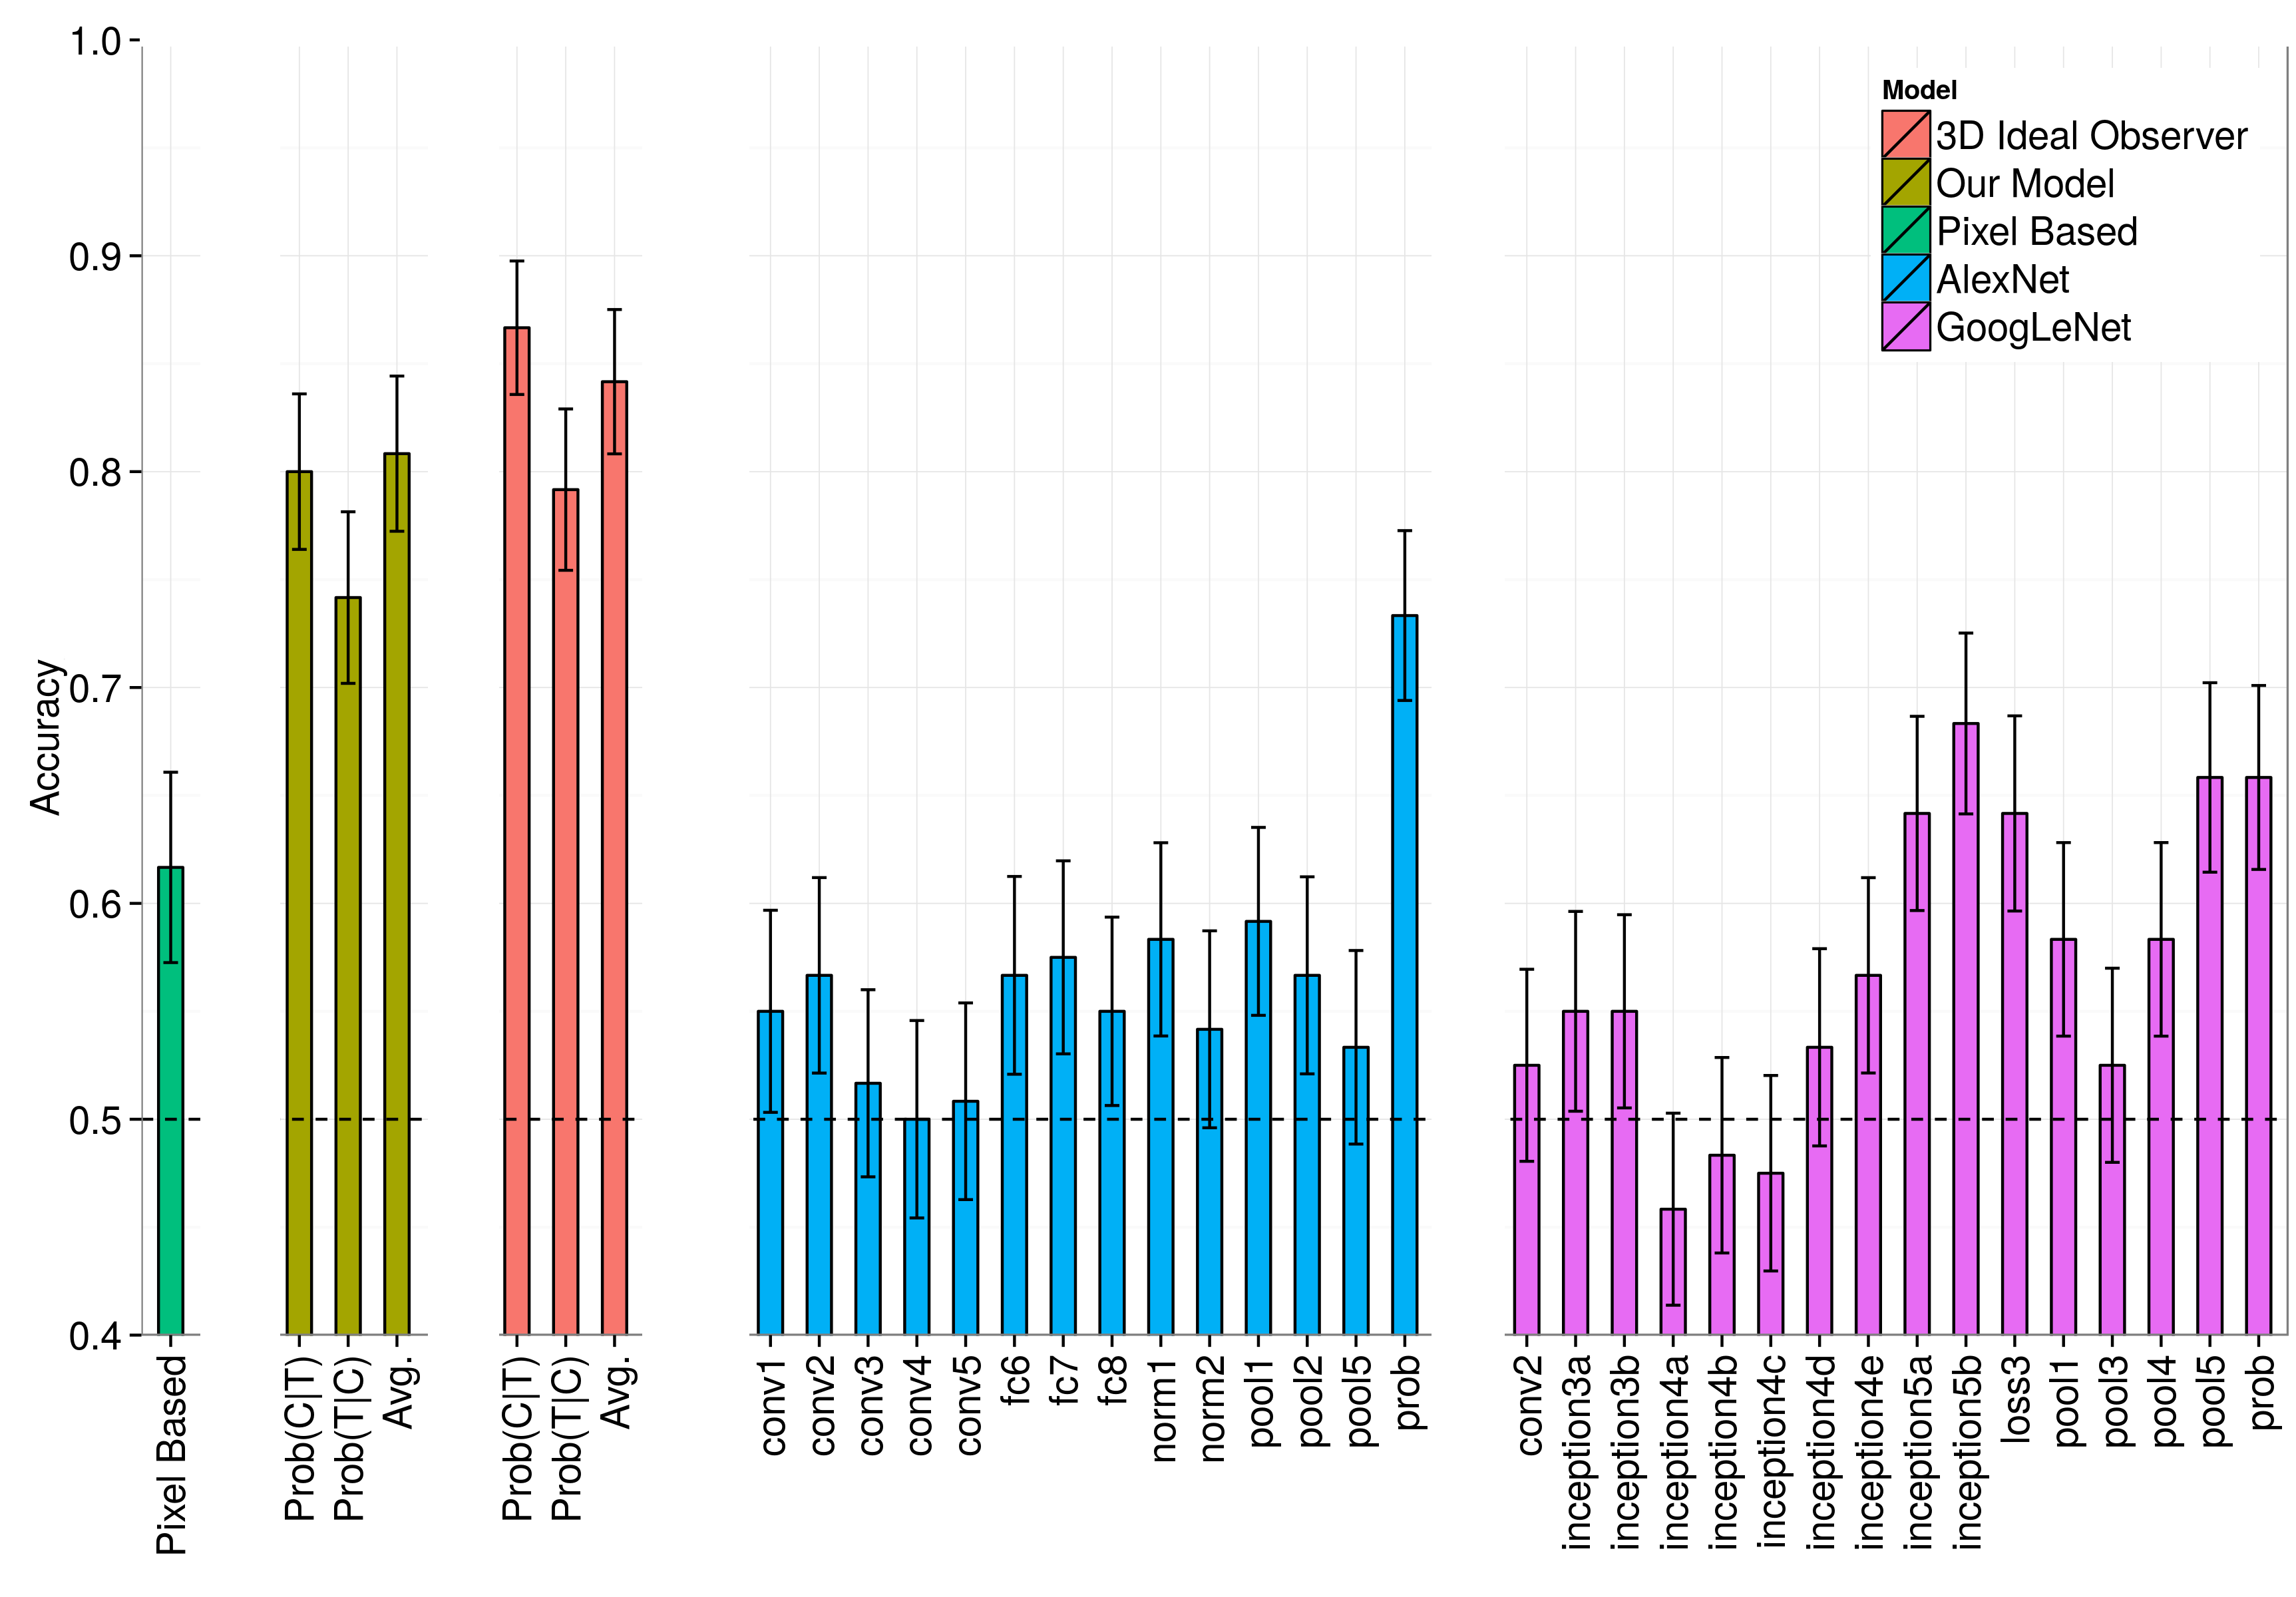 1.0
0.9
0.8
0.7
0.6
0.5
0.4
Accuracy
Model
3D Ideal Observer
Our Model
Pixel Based
AlexNet
GoogLeNet
Pixel Based
Prob(C|T)
Prob(T|C)
Avg.
Prob(C|T)
Prob(T|C)
Avg.
conv1
conv2
conv3
conv4
conv5
fc6
fc7
fc8
norm1
norm2
pool1
pool2
pool5
prob
conv2
inception3a
inception3b
inception4a
inception4b
inception4c
inception4d
inception4e
inception5a
inception5b
loss3
pool1
pool3
pool4
pool5
prob